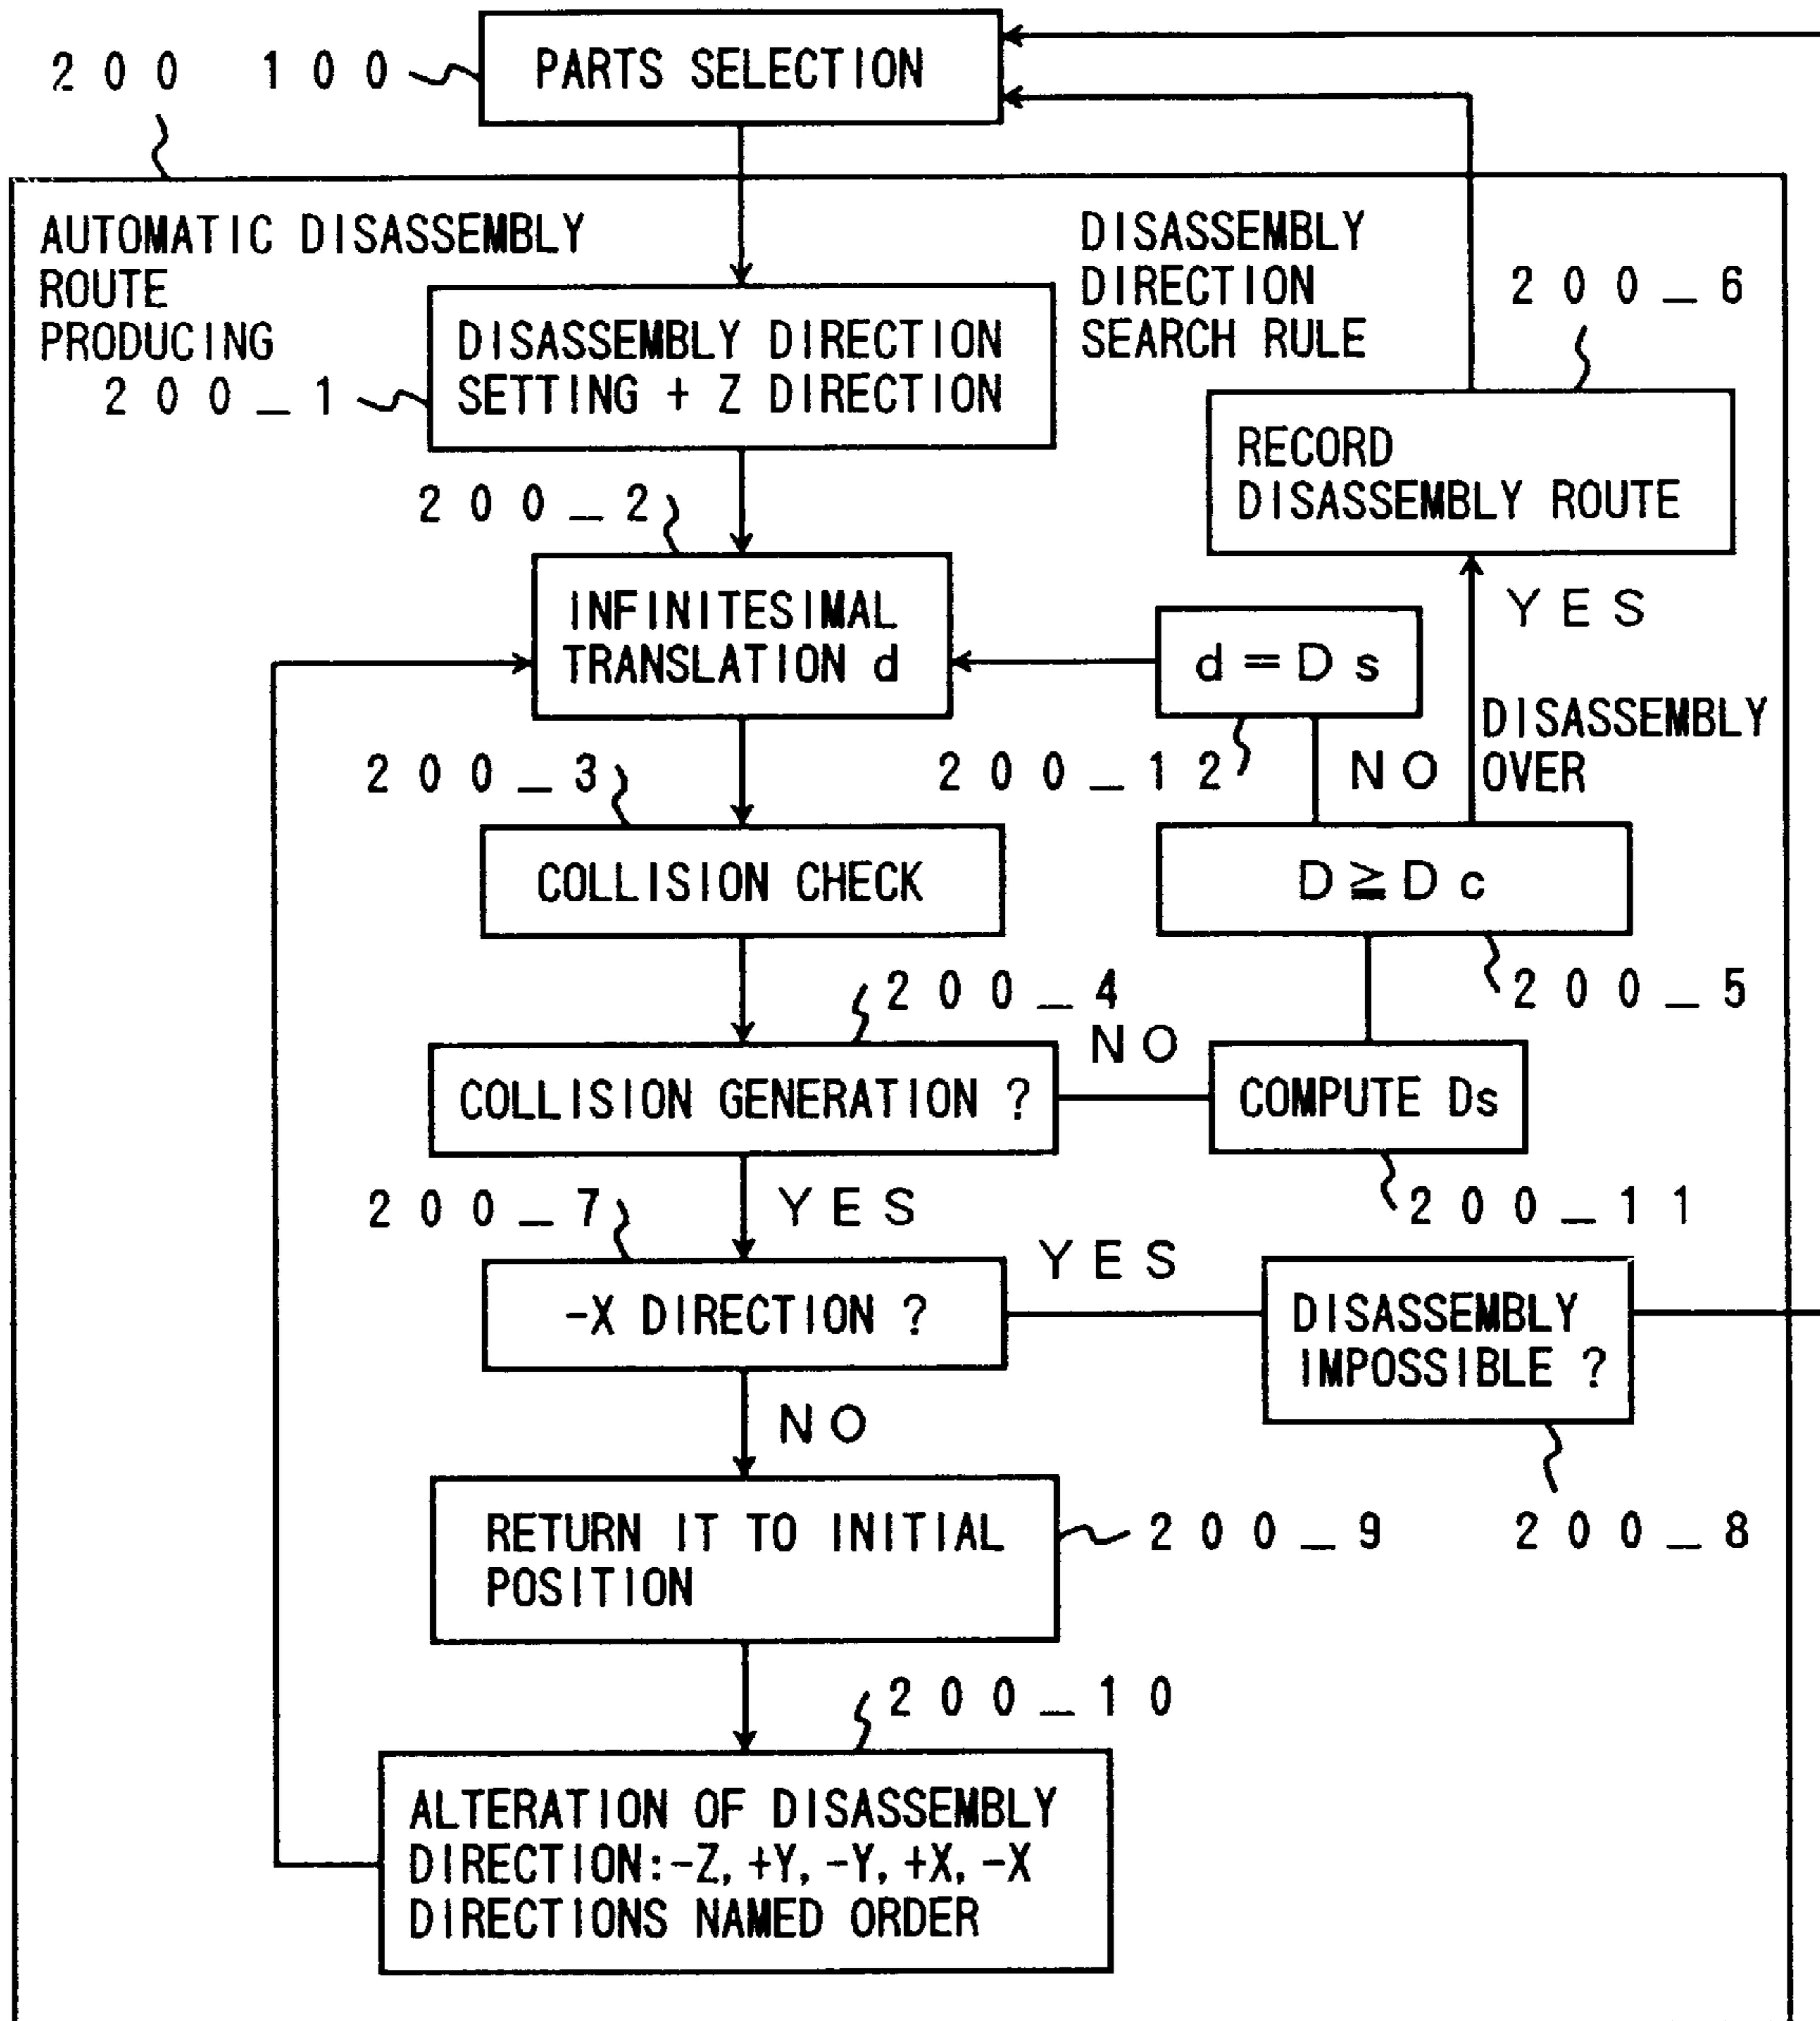 200 100
PARTS SELECTION
AUTOMATIC DISASSEMBLY
ROUTE
PRODUCING
DISASSEMBLY
DIRECTION
SEARCH RULE
200_6
200_1
DISASSEMBLY DIRECTION
SETTING + Z DIRECTION
RECORD
DISASSEMBLY ROUTE
200_2
INFINITESIMAL
TRANSLATION d
d=Ds
YES
DISASSEMBLY
OVER
200_3
200_12
NO
COLLISION CHECK
D≧Dc
200_4
200_5
NO
COLLISION GENERATION ?
COMPUTE Ds
200_7
YES
200_11
YES
-X DIRECTION ?
DISASSEMBLY
IMPOSSIBLE ?
NO
RETURN IT TO INITIAL
POSITION
200_9
200_8
200_10
ALTERATION OF DISASSEMBLY
DIRECTION:-Z, +Y, -Y, +X, -X
DIRECTIONS NAMED ORDER